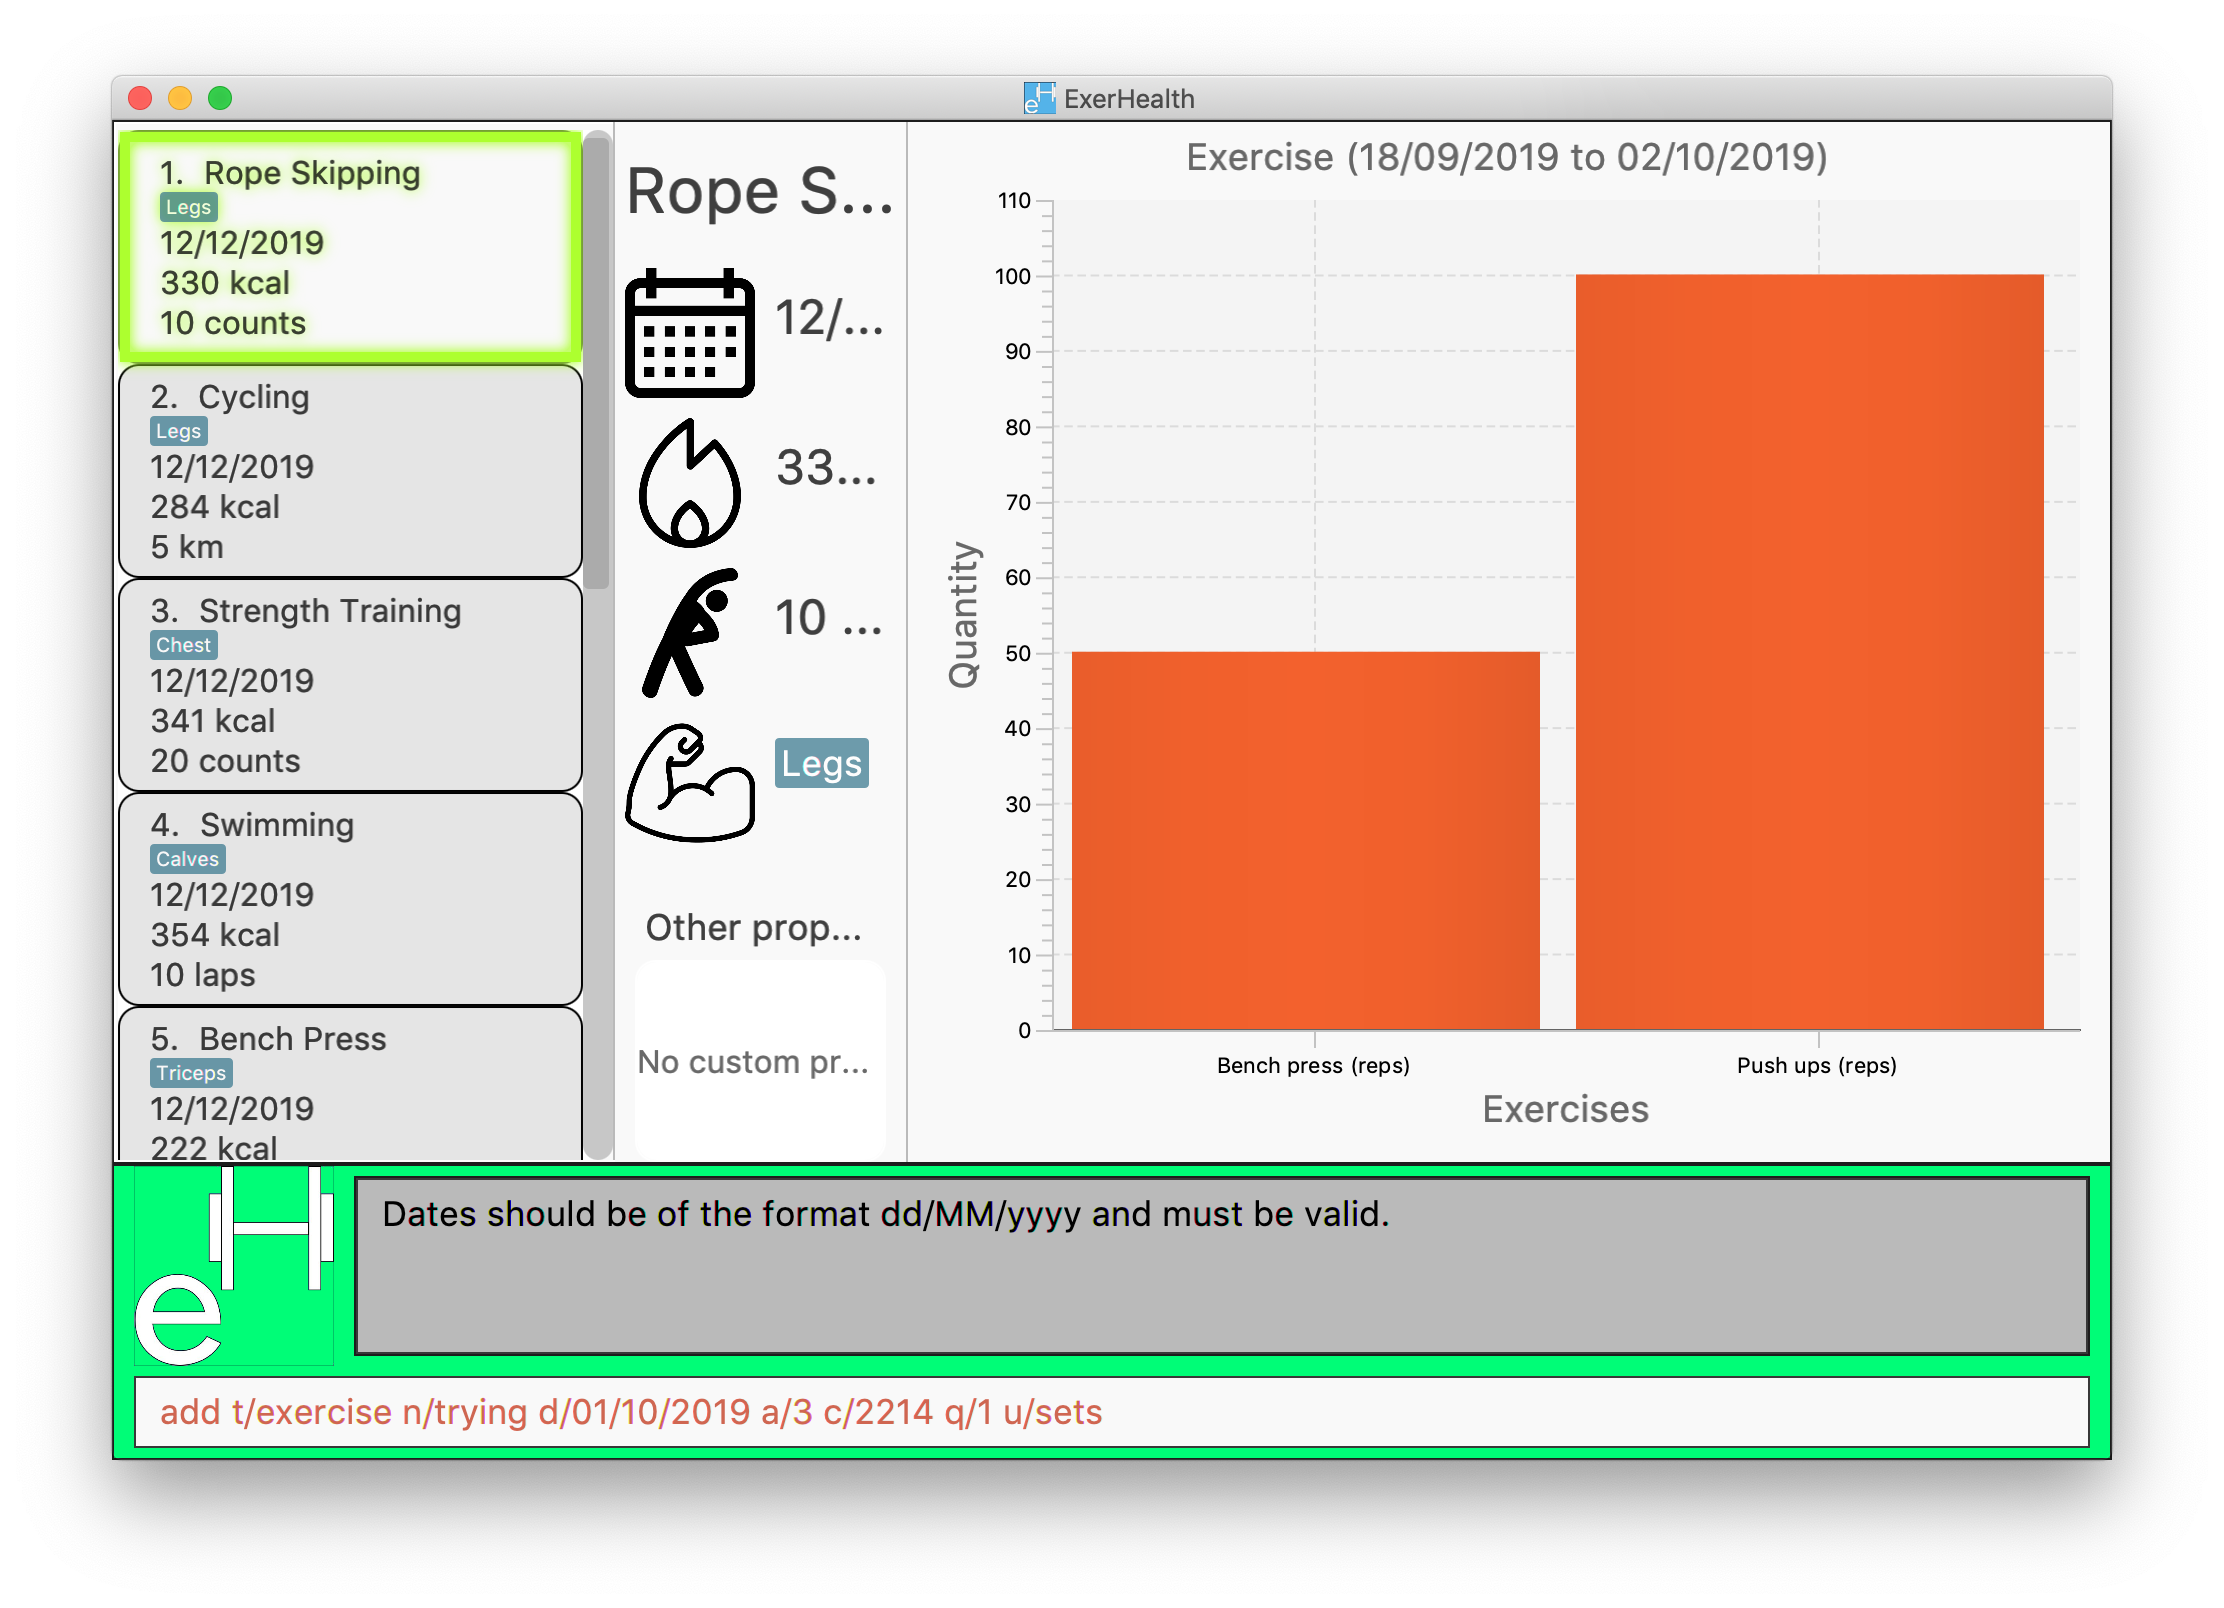 ExerHealth
1. Rope Skipping
Legs
12/12/2019
330 kcal
10 counts
2. Cycling
Legs
12/12/2019
284 kcal
5 km
3. Strength Training
Chest
12/12/2019
341 kcal
20 counts
4. Swimming
Calves
12/12/2019
354 kcal
10 laps
5. Bench Press
Triceps
12/12/2019
222 kcal
Rope S...
12/...
33...
10 ...
Legs
Other prop...
No custom pr...
Exercise (18/09/2019 to 02/10/2019)
Quantity
110
100
90
80
70
60
50
40
30
20
10
0
Bench press (reps)
Push ups (reps)
Exercises
eH
Dates should be of the format dd/MM/yyyy and must be valid.
add t/exercise n/trying d/01/10/2019 a/3 c/2214 q/1 u/sets